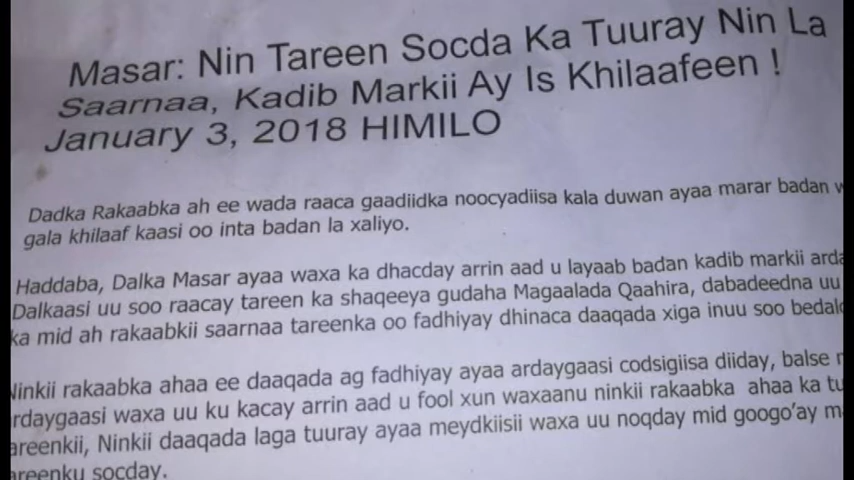 Masar: Nin Tareen Socda Ka Tuuray Nin La
Saarnaa, Kadib Markii Ay Is Khilaafeen !
January 3, 2018 HIMILO
Dadka Rakaabka ah ee wada raaca gaadiidka noocyadiisa kala duwan ayaa marar badan
gala khilaaf kaasi oo inta badan la xaliyo.
Haddaba, Dalka Masar ayaa waxa ka dhacday arrin aad u layaab badan kadib markii
Dalkaasi uu soo raacay tareen ka shaqeeya gudaha Magaalada Qaahira, dabadeedna uu
ka mid ah rakaabkii saarnaa tareenka oo fadhiyay dhinaca daaqada xiga inuu soo
Ninkii rakaabka ahaa ee daaqada ag fadhiyay ayaa ardaygaasi codsigiisa diiday, balse
ardaygaasi waxa uu ku kacay arrin aad u fool xun waxaanu ninkii rakaabka ahaa ka
areenkii, Ninkii daaqada laga tuuray ayaa meydkiisii waxa uu noqday mid googo'ay
areenku socday.